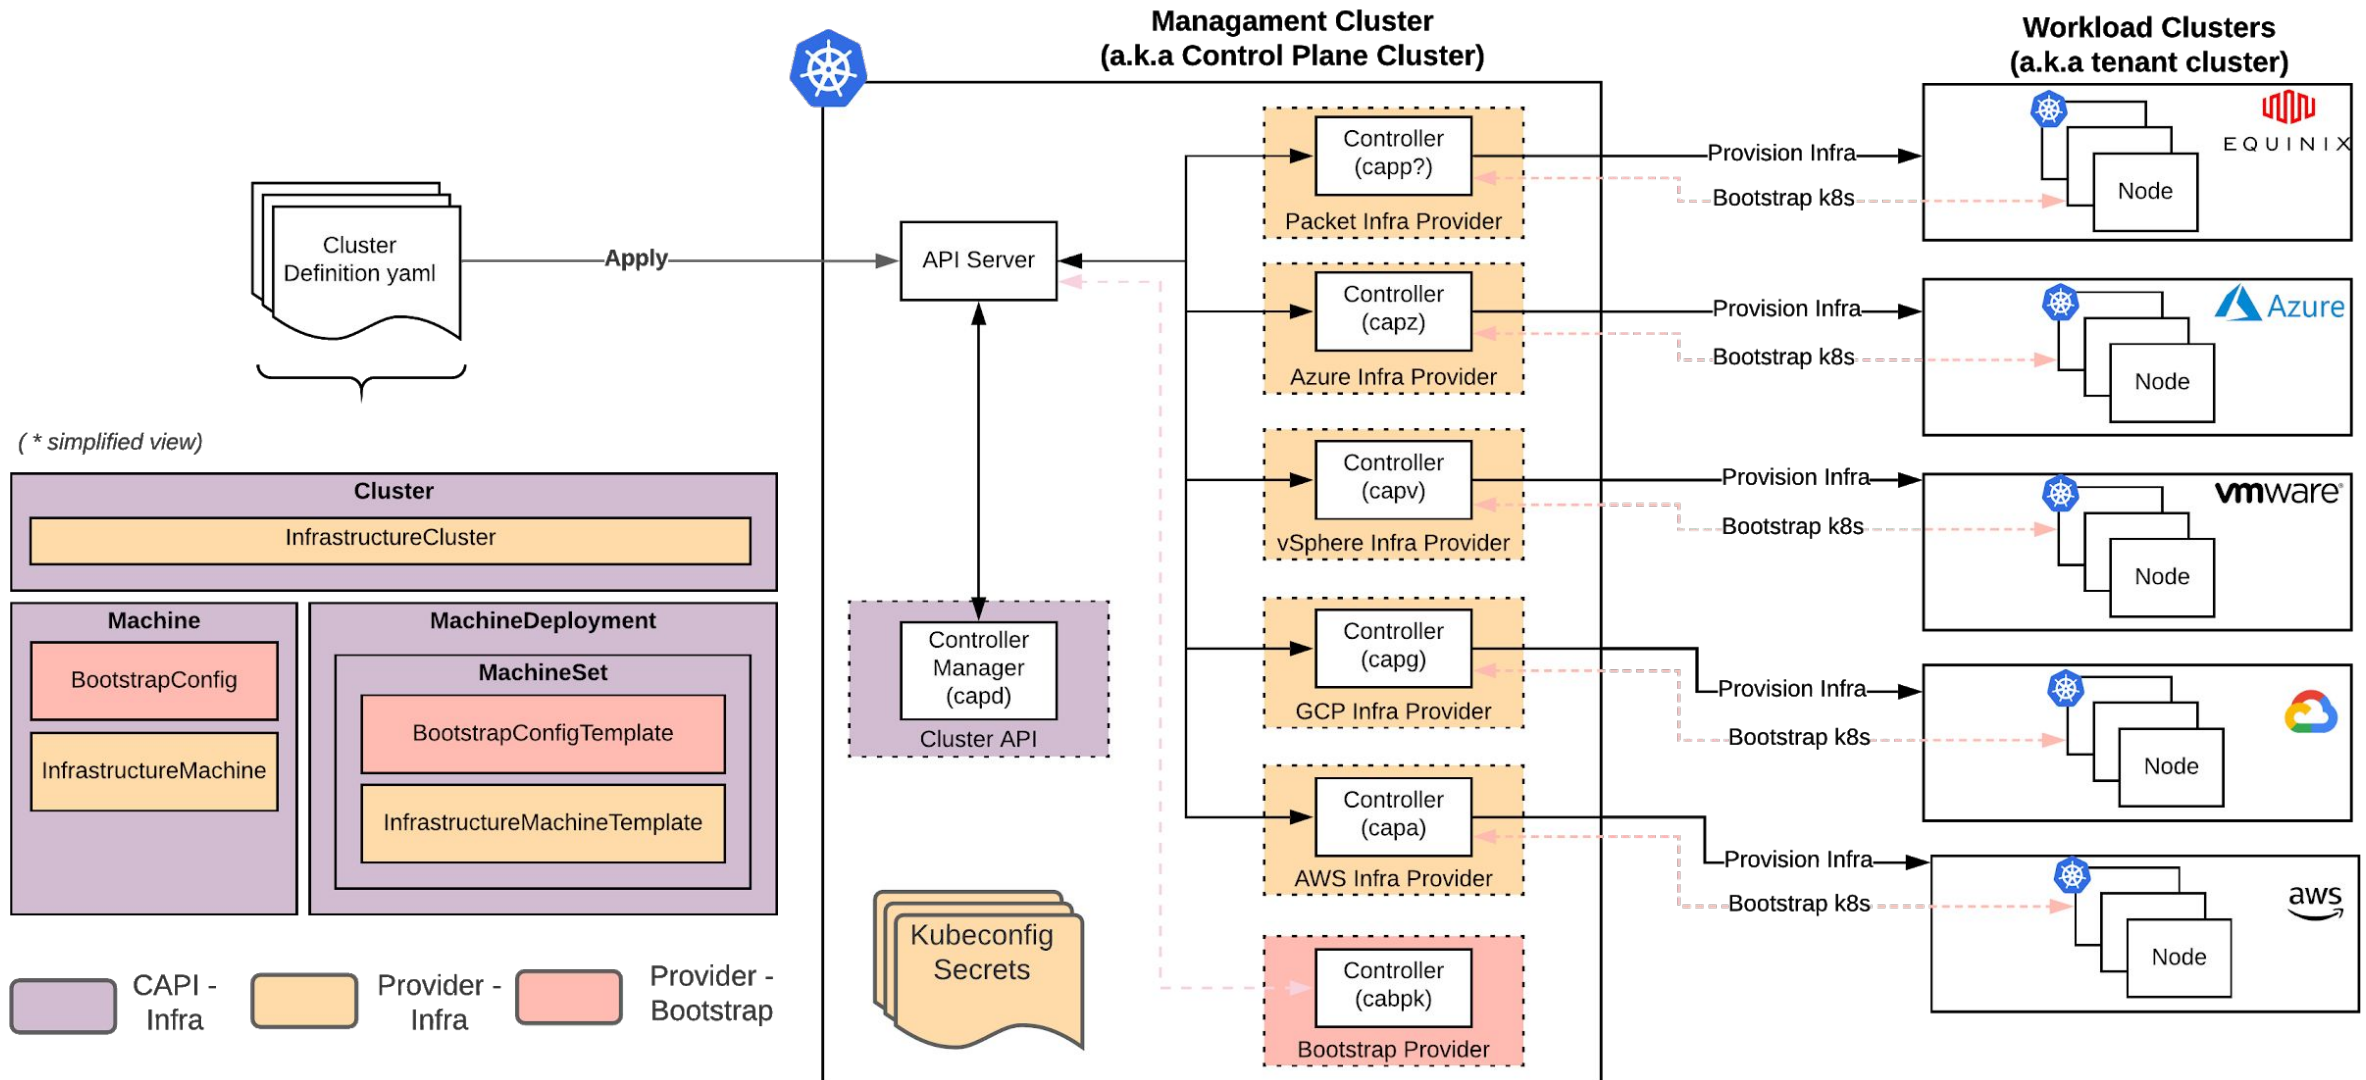 Managament Cluster
(a.k.a Control Plane Cluster)
Workload Clusters
(a.k.a tenant cluster)
Cluster
Definition yaml
Apply
API Server
Controller
Manager
(capd)
Cluster API
Kubeconfig
Secrets
Controller
(capp?)
Packet Infra Provider
Controller
(capz)
Azure Infra Provider
Controller
(capv)
vSphere Infra Provider
Controller
(capg)
GCP Infra Provider
Controller
(capa)
AWS Infra Provider
Controller
(cabpk)
Bootstrap Provider
Provision Infra
Bootstrap k8s
Node
EQUINIX
Provision Infra
Bootstrap k8s
Node
Azure
Provision Infra
Bootstrap k8s
Node
vmware®
Provision Infra
Bootstrap k8s
Node
Provision Infra
Bootstrap k8s
Node
aws
( * simplified view)
Cluster
InfrastructureCluster
Machine
BootstrapConfig
InfrastructureMachine
MachineDeployment
MachineSet
BootstrapConfigTemplate
InfrastructureMachineTemplate
CAPI -
Infra
Provider -
Infra
Provider -
Bootstrap